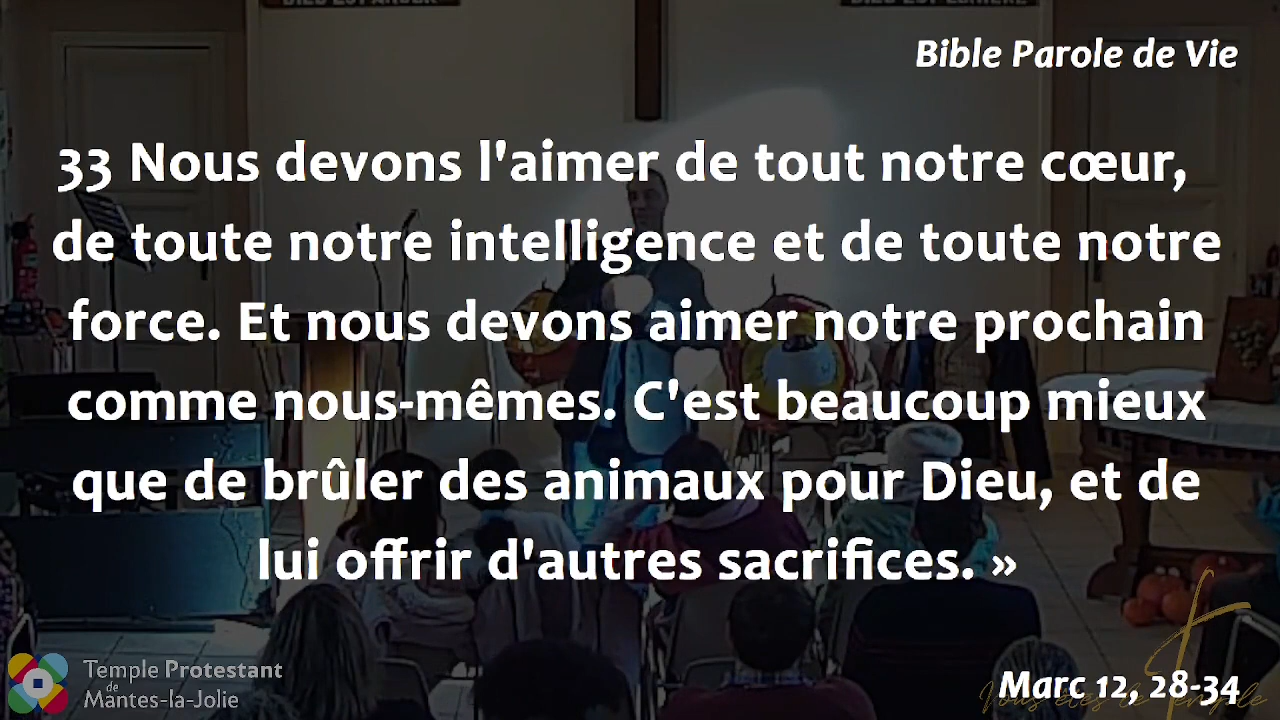 Bible Parole de Vie
33 Nous devons l'aimer de tout notre cœur,
de toute notre intelligence et de toute notre
force. Et nous devons aimer notre prochain
comme nous-mêmes. C'est beaucoup mieux
que de brûler des animaux pour Dieu, et de
lui offrir d'autres sacrifices. »
Temple Protestant
de
Mantes-la-Jolie
Marc 12, 28-34